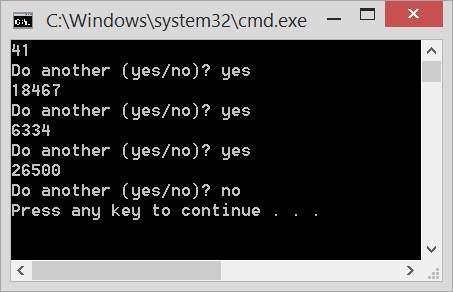 C:\Windows\system32\cmd.exe
41
Do another (yes/no)? yes
18467
Do another (yes/no)? yes
6334
Do another (yes/no)? yes
26500
Do another (yes/no)? no
Press any key to continue . . .